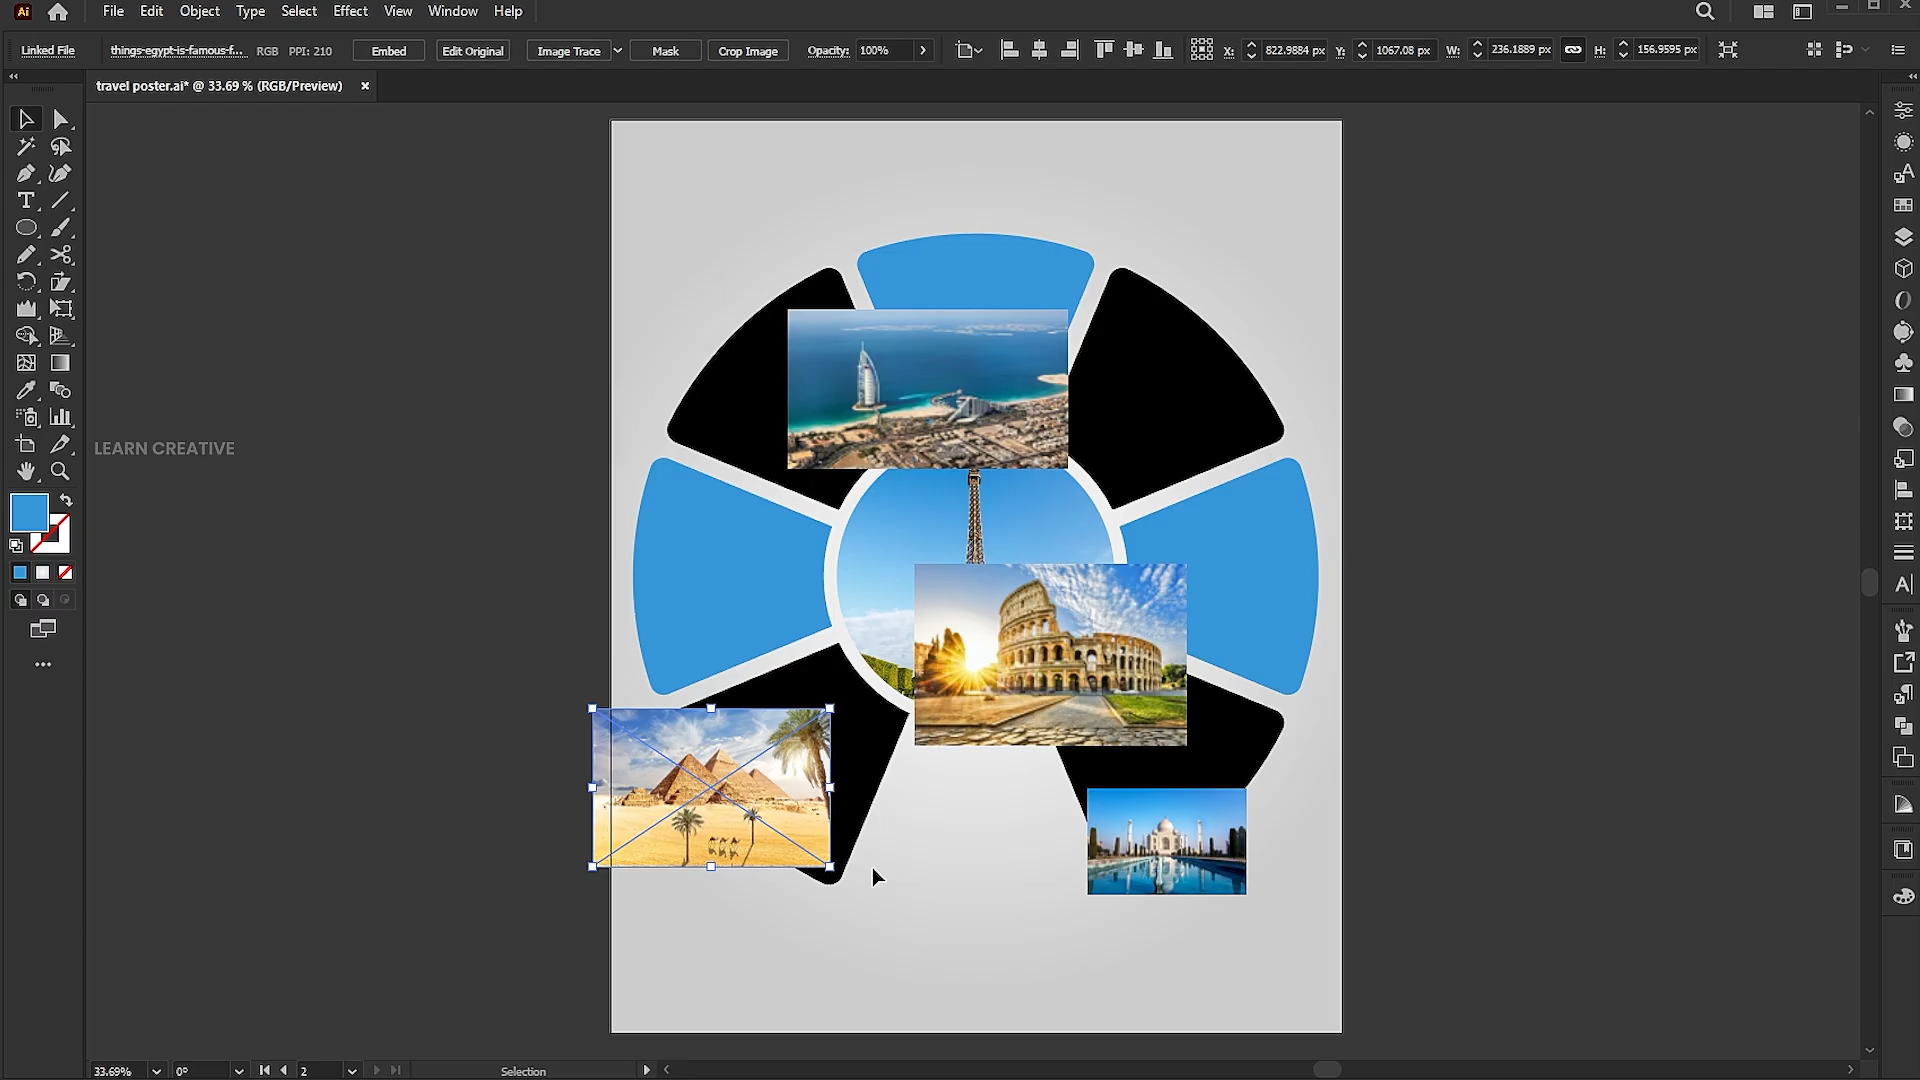 Ai File Edit Object Type Select Effect View Window Help
Linked File things-egypt-is-famous-f... RGB PPI: 210 Embed Edit Original Image Trace Mask Crop Image Opacity: 100% X: 822.9884 px Y: 1067.08 px W: 236.1889 px H: 156.9595 px
travel poster.ai* @ 33.69 % (RGB/Preview)
LEARN CREATIVE
33.69% 0° 2 Selection